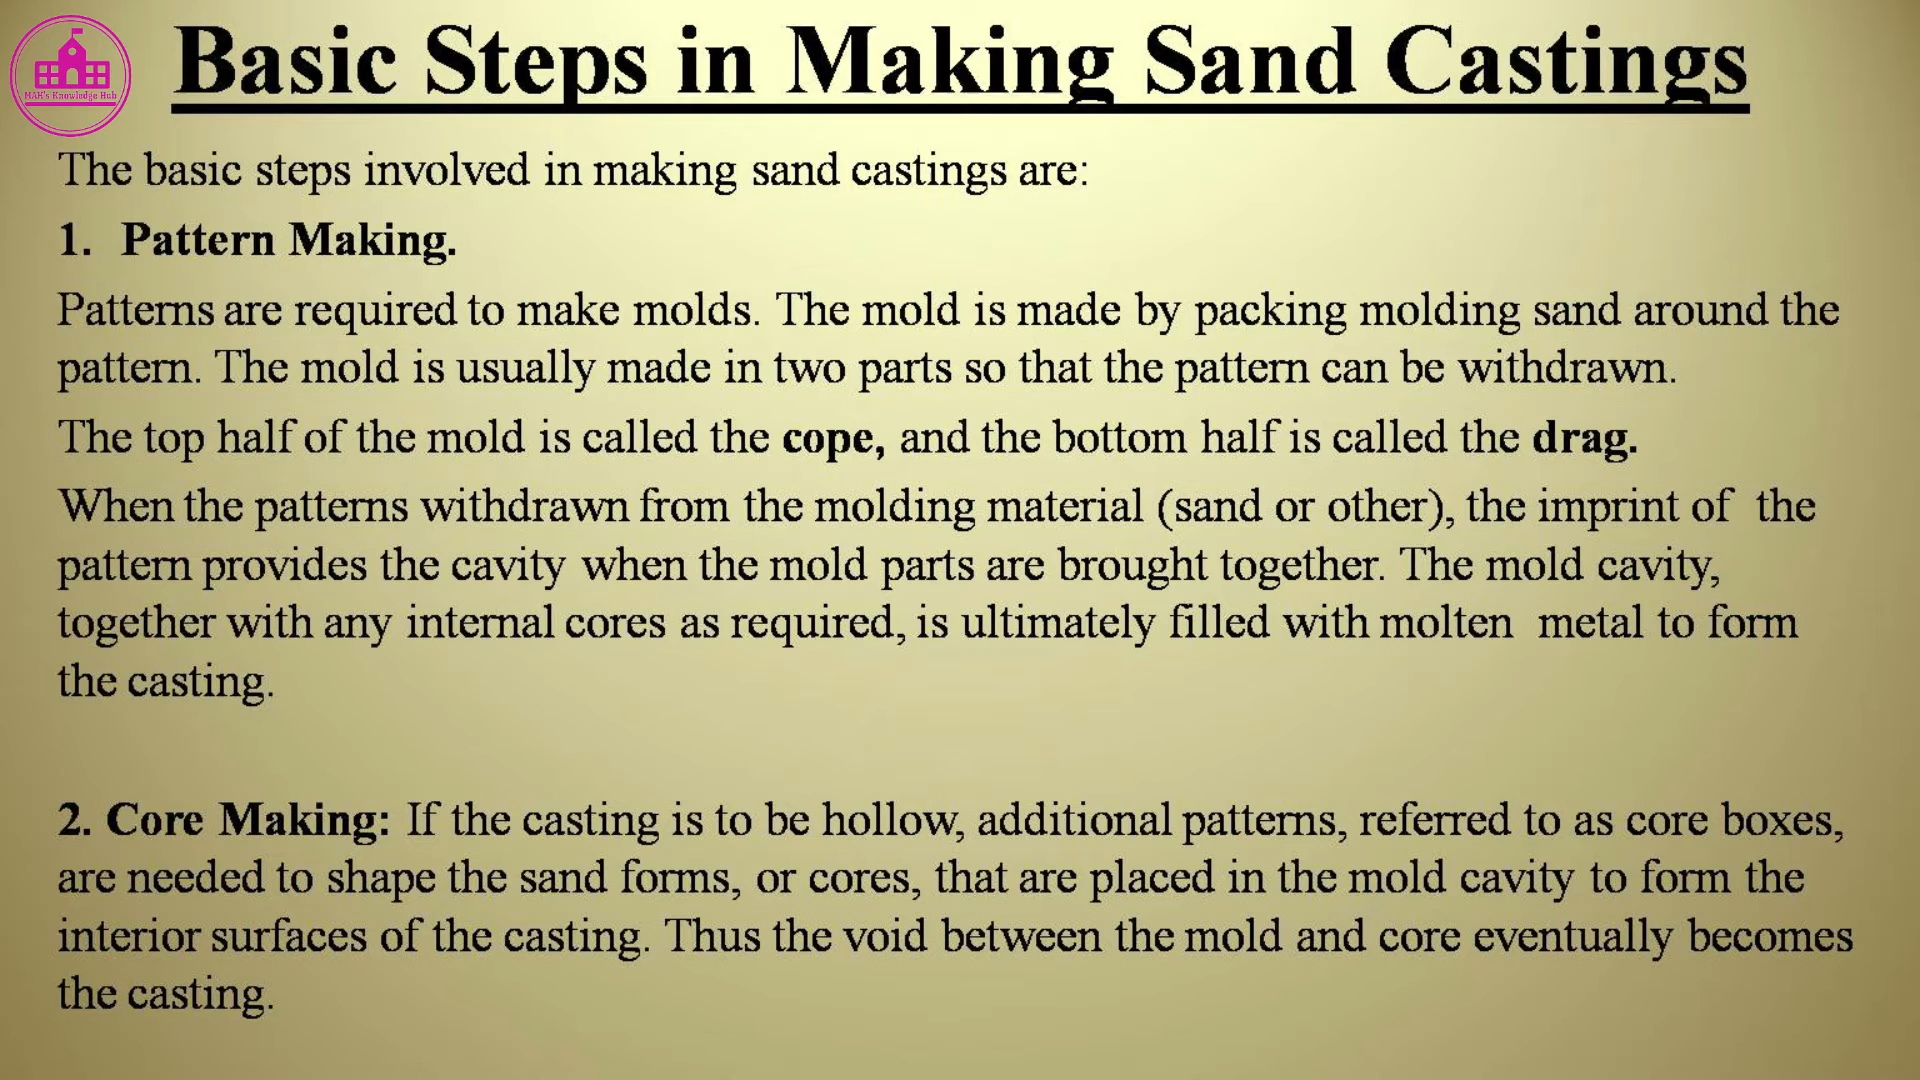 Basic Steps in Making Sand Castings
MAH's Knowledge Hub
The basic steps involved in making sand castings are:
1. Pattern Making.
Patterns are required to make molds. The mold is made by packing molding sand around the
pattern. The mold is usually made in two parts so that the pattern can be withdrawn.
The top half of the mold is called the cope, and the bottom half is called the drag.
When the patterns withdrawn from the molding material (sand or other), the imprint of the
pattern provides the cavity when the mold parts are brought together. The mold cavity,
together with any internal cores as required, is ultimately filled with molten metal to form
the casting.
2. Core Making: If the casting is to be hollow, additional patterns, referred to as core boxes,
are needed to shape the sand forms, or cores, that are placed in the mold cavity to form the
interior surfaces of the casting. Thus the void between the mold and core eventually becomes
the casting.